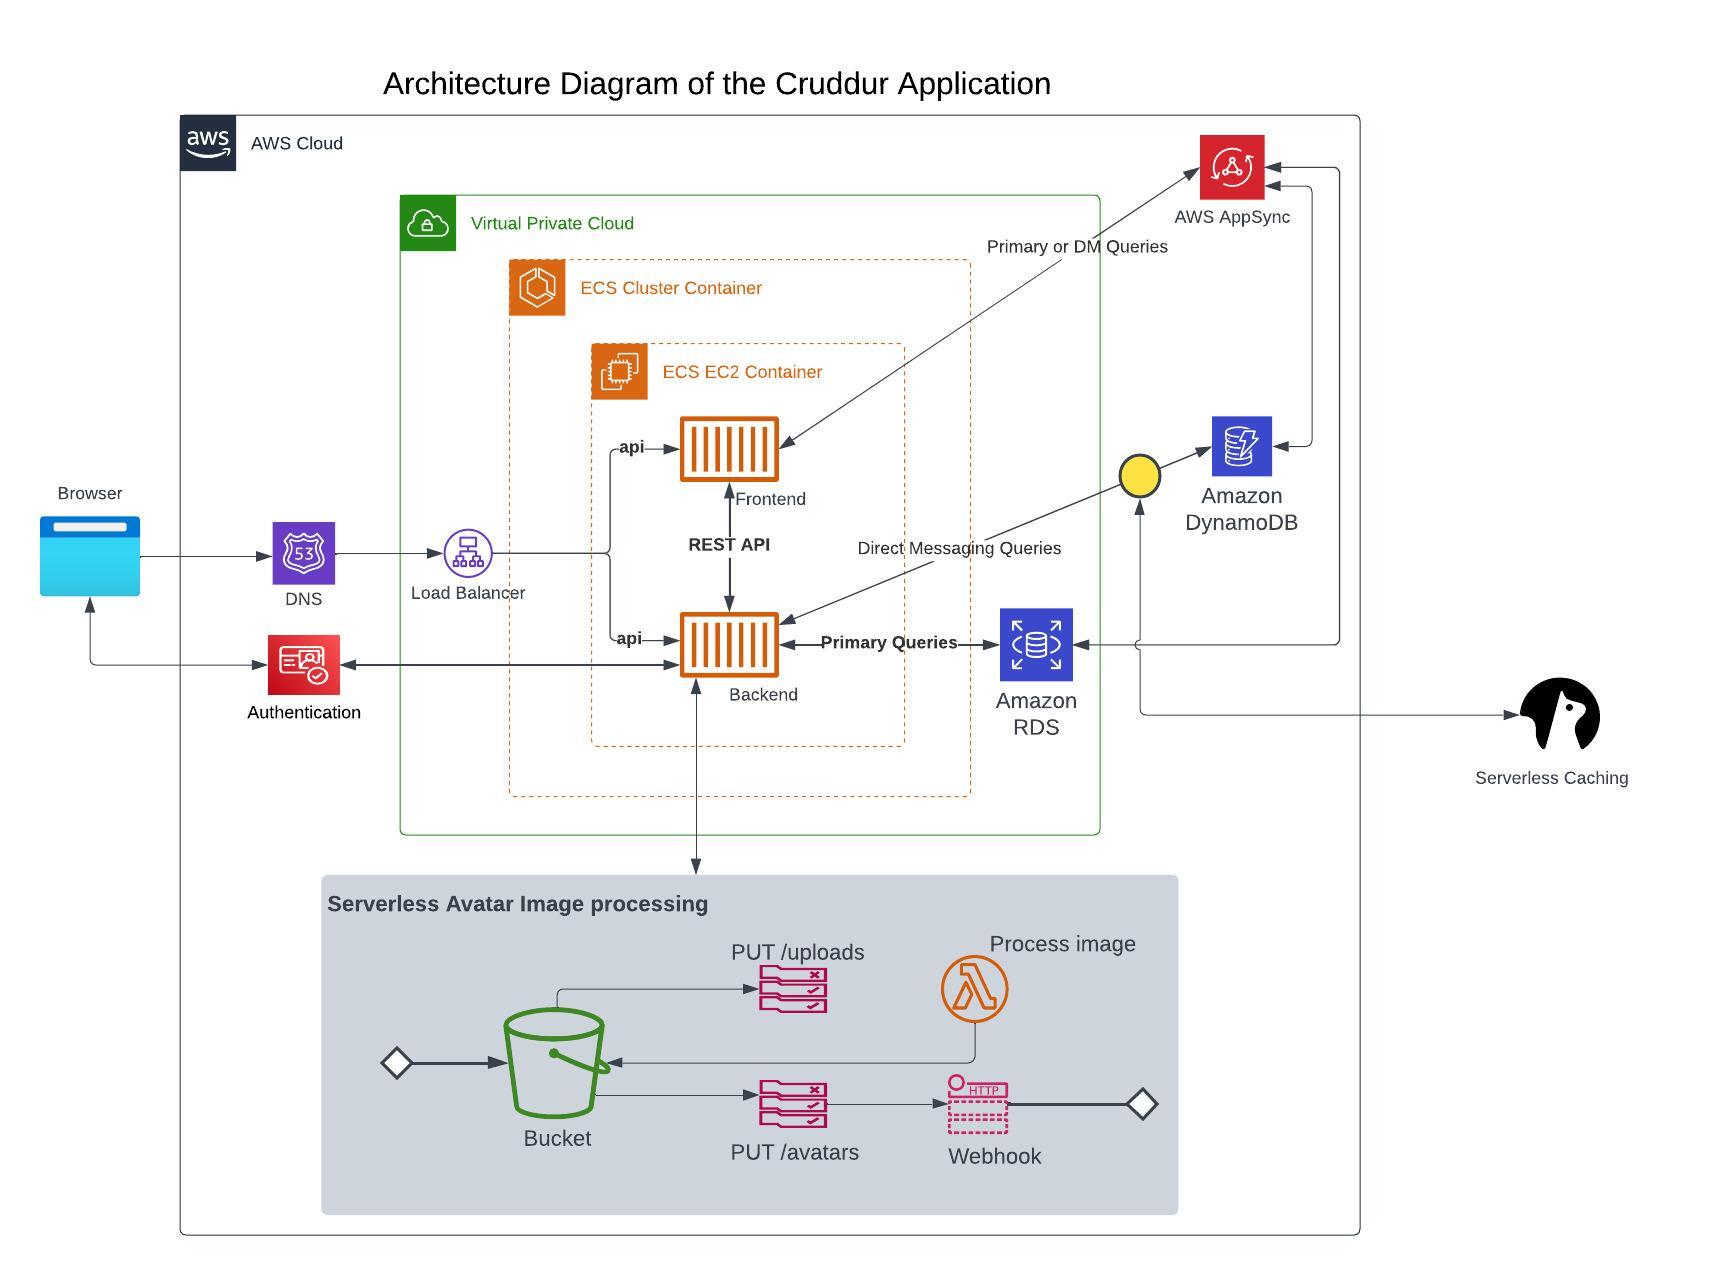 Architecture Diagram of the Cruddur Application
aws
AWS Cloud
AWS AppSync
Virtual Private Cloud
Primary or DM Queries
ECS Cluster Container
ECS EC2 Container
api
Frontend
Browser
Amazon
DynamoDB
53
REST API
Direct Messaging Queries
DNS
Load Balancer
api
Primary Queries
Backend
Amazon
RDS
Authentication
Serverless Caching
Serverless Avatar Image processing
PUT /uploads
Process image
HTTP
Bucket
PUT /avatars
Webhook